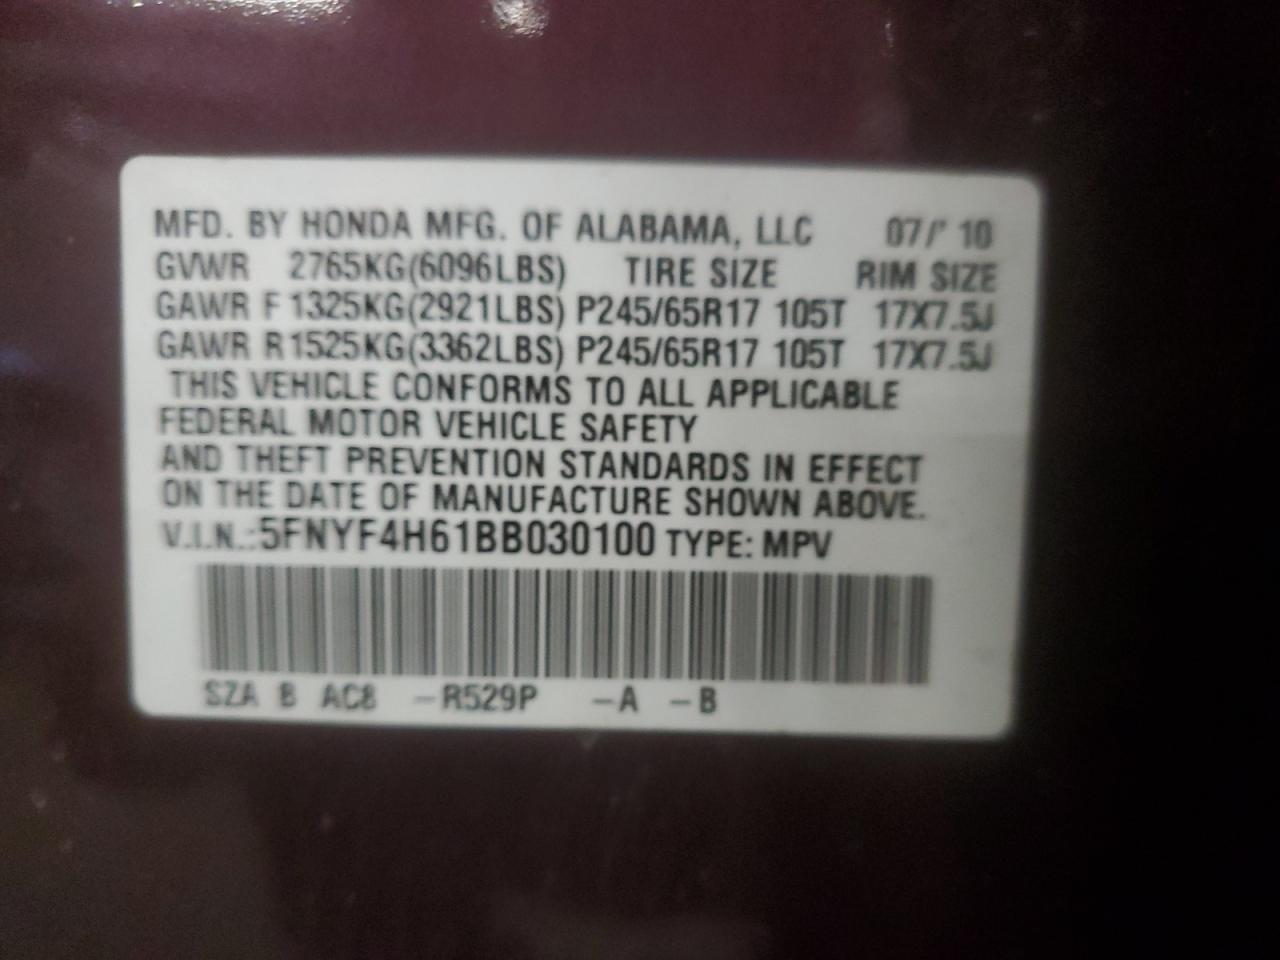 MFD. BY HONDA MFG. OF ALABAMA, LLC 07/' 10
GVWR 2765KG(6096LBS) TIRE SIZE RIM SIZE
GAWR F 1325KG(2921LBS) P245/65R17 105T 17X7.5J
GAWR R1525KG(3362LBS) P245/65R17 105T 17X7.5J
THIS VEHICLE CONFORMS TO ALL APPLICABLE
FEDERAL MOTOR VEHICLE SAFETY
AND THEFT PREVENTION STANDARDS IN EFFECT
ON THE DATE OF MANUFACTURE SHOWN ABOVE.
V.I.N.:5FNYF4H61BB030100 TYPE: MPV
SZA B AC8 -R529P -A -B